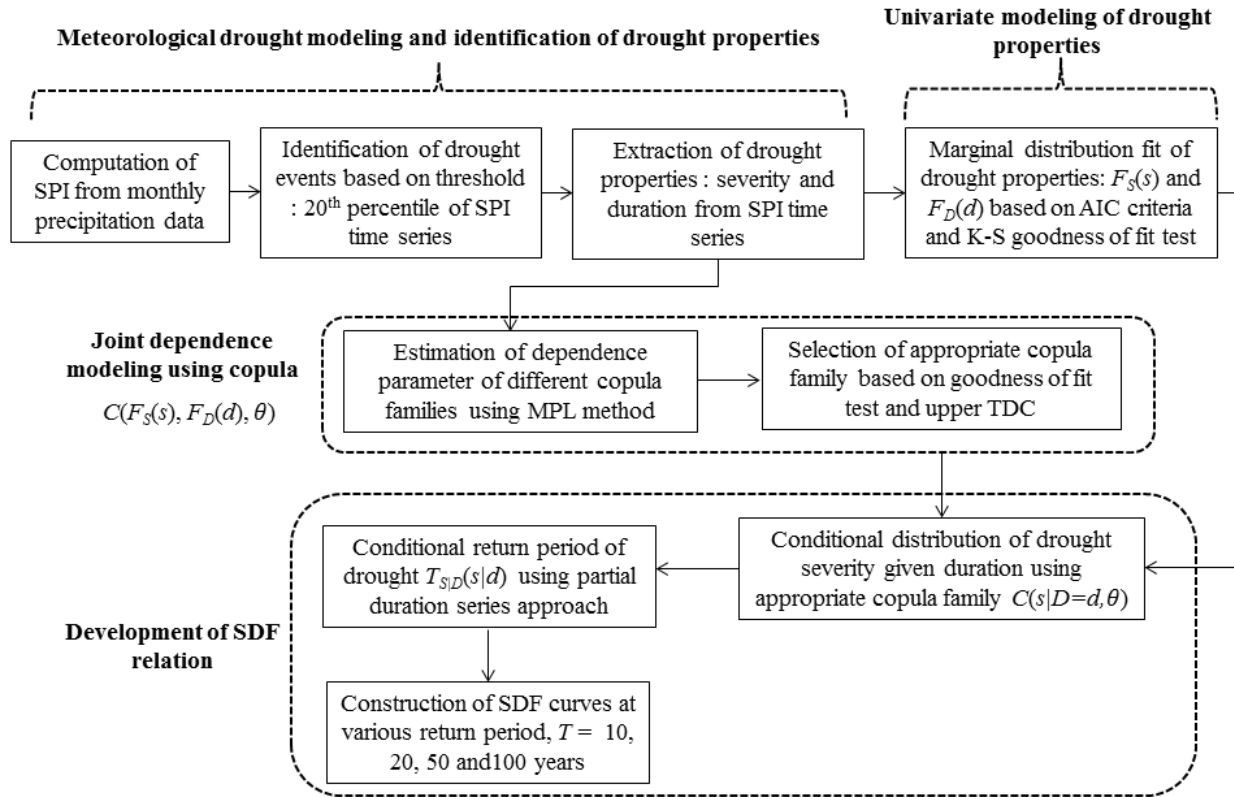 Meteorological drought modeling and identification of drought properties
Univariate modeling of drought
properties
Computation of
SPI from monthly
precipitation data
Identification of drought
events based on threshold
: 20th percentile of SPI
time series
Extraction of drought
properties : severity and
duration from SPI time
series
Marginal distribution fit of
drought properties: F_S(s) and
F_D(d) based on AIC criteria
and K-S goodness of fit test
Joint dependence
modeling using copula
C(F_S(s), F_D(d), θ)
Estimation of dependence
parameter of different copula
families using MPL method
Selection of appropriate copula
family based on goodness of fit
test and upper TDC
Development of SDF
relation
Conditional distribution of drought
severity given duration using
appropriate copula family C(s|D=d,θ)
Conditional return period of
drought T_{S|D}(s|d) using partial
duration series approach
Construction of SDF curves at
various return period, T = 10,
20, 50 and100 years